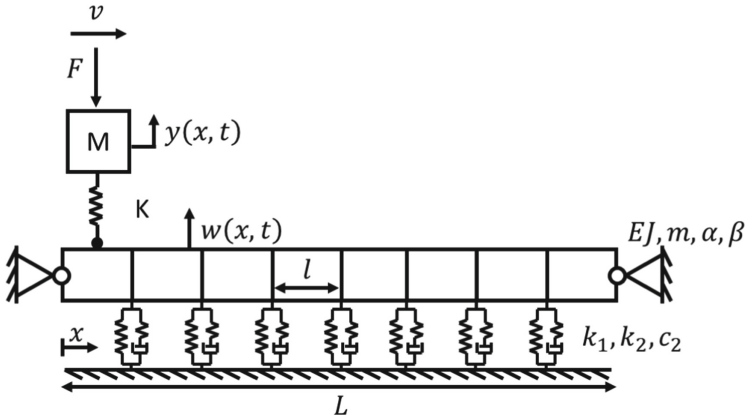 v
F
M
y(x, t)
K
w(x, t)
EJ, m, α, β
l
x
k₁, k₂, c₂
L